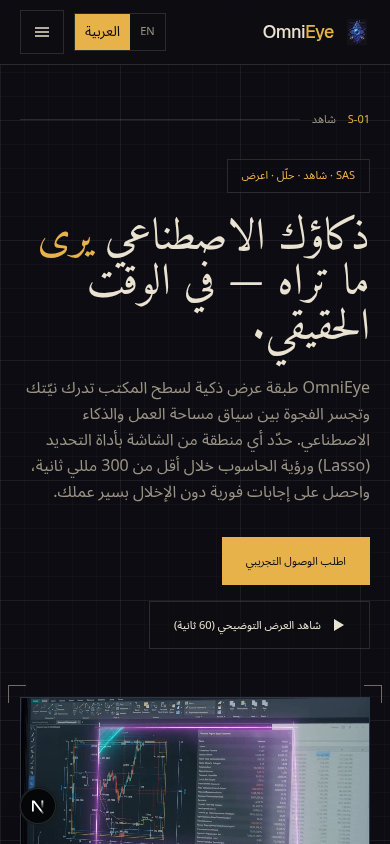 OmniEye
EN
العربية
S-01 شاهد
SAS · شاهد · حلّل · اعرض
ذكاؤك الاصطناعي يرى
ما تراه — في الوقت
الحقيقي.
OmniEye طبقة عرض ذكية لسطح المكتب تدرك نيّتك
وتجسر الفجوة بين سياق مساحة العمل والذكاء
الاصطناعي. حدّد أي منطقة من الشاشة بأداة التحديد
(Lasso) ورؤية الحاسوب خلال أقل من 300 مللي ثانية،
واحصل على إجابات فورية دون الإخلال بسير عملك.
اطلب الوصول التجريبي
شاهد العرض التوضيحي (60 ثانية)
N